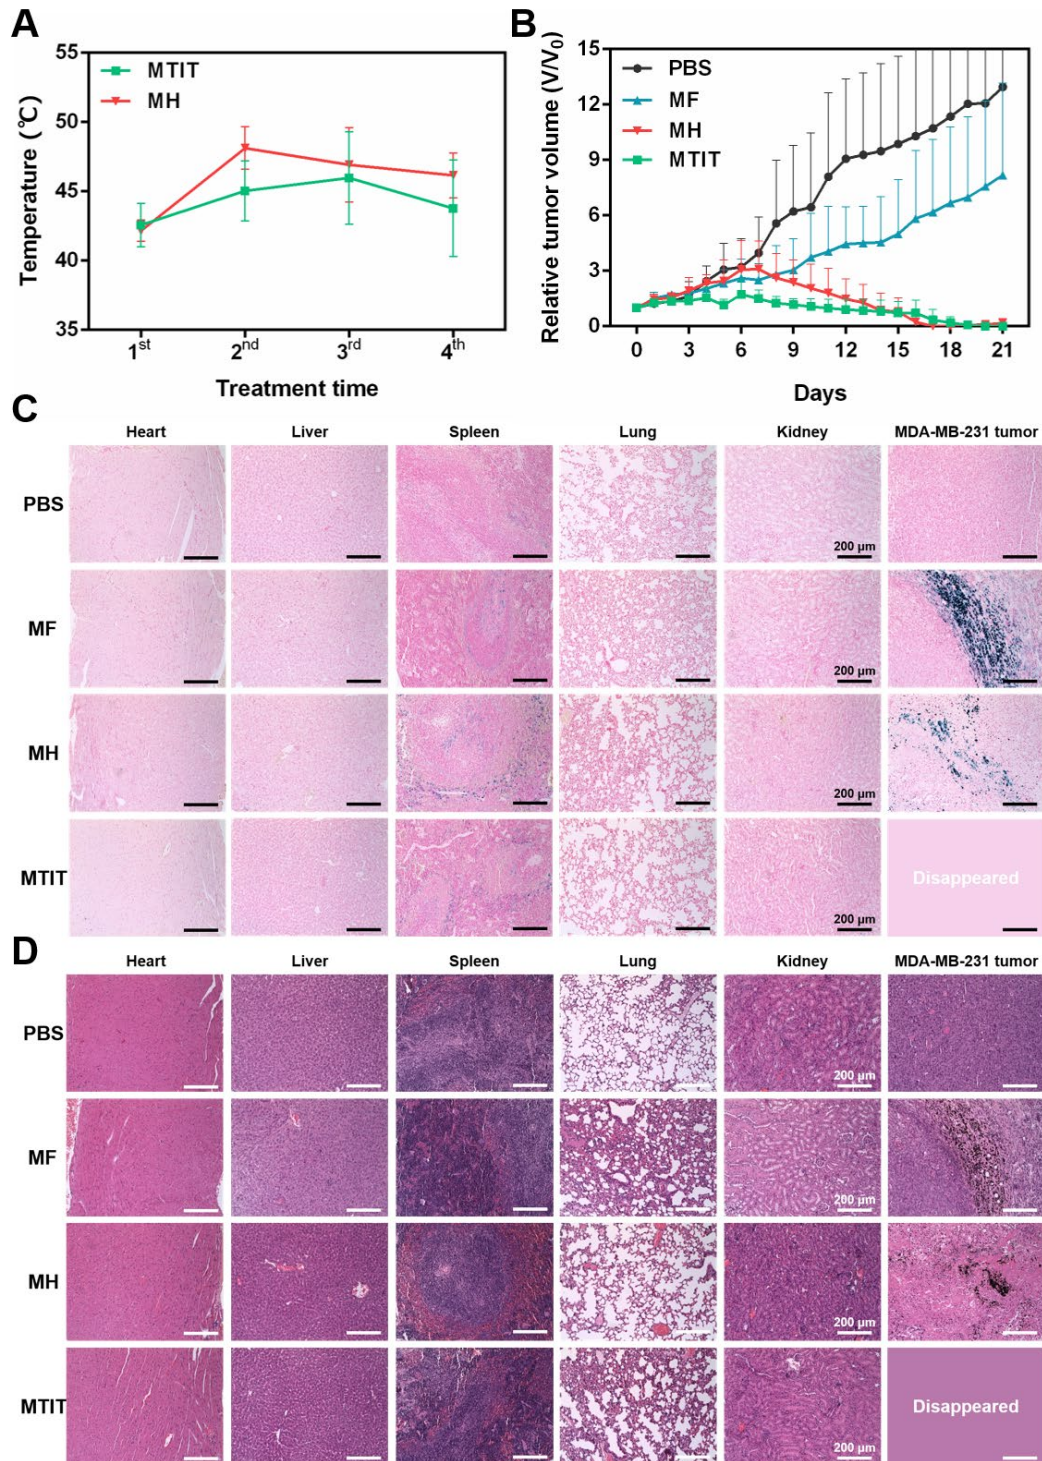 A
55
50
45
40
35
Temperature (°C)
MTIT
MH
1st
2nd
3rd
4th
Treatment time
B
15
12
9
6
3
0
Relative tumor volume (V/V0)
PBS
MF
MH
MTIT
0 3 6 9 12 15 18 21
Days
C
Heart Liver Spleen Lung Kidney MDA-MB-231 tumor
PBS
200 μm
MF
200 μm
MH
200 μm
MTIT
200 μm
Disappeared
D
Heart Liver Spleen Lung Kidney MDA-MB-231 tumor
PBS
200 μm
MF
200 μm
MH
200 μm
MTIT
200 μm
Disappeared